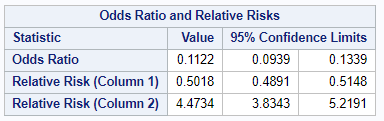 Odds Ratio and Relative Risks
Statistic Value 95% Confidence Limits
Odds Ratio 0.1122 0.0939 0.1339
Relative Risk (Column 1) 0.5018 0.4891 0.5148
Relative Risk (Column 2) 4.4734 3.8343 5.2191